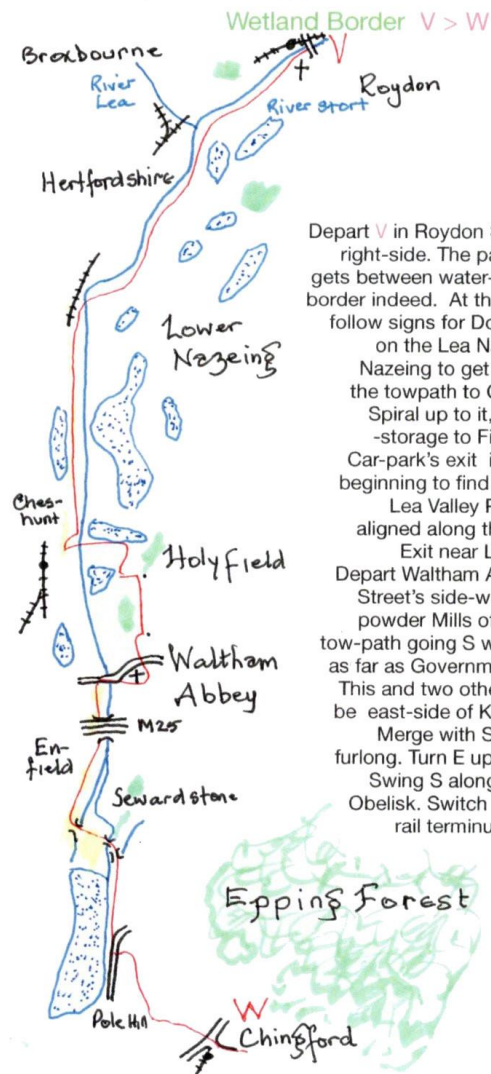 Wetland Border V > W
Broxbourne
River
Lea
V
Roydon
River Stort
Hertfordshire
Depart V in Roydon
right-side. The pa
gets between water-
border indeed. At th
follow signs for Do
on the Lea N
Nazeing to get
the towpath to C
Spiral up to it,
-storage to Fi
Car-park's exit i
beginning to find
Lea Valley P
aligned along th
Exit near L
Depart Waltham A
Street's side-w
powder Mills of
tow-path going S w
as far as Governm
This and two othe
be east-side of K
Merge with S
furlong. Turn E up
Swing S along
Obelisk. Switch
rail terminu
Lower
Nazeing
Ches-
hunt
Holyfield
Waltham
Abbey
M25
En-
field
Sewardstone
Epping Forest
Pole Hill
W
Chingford